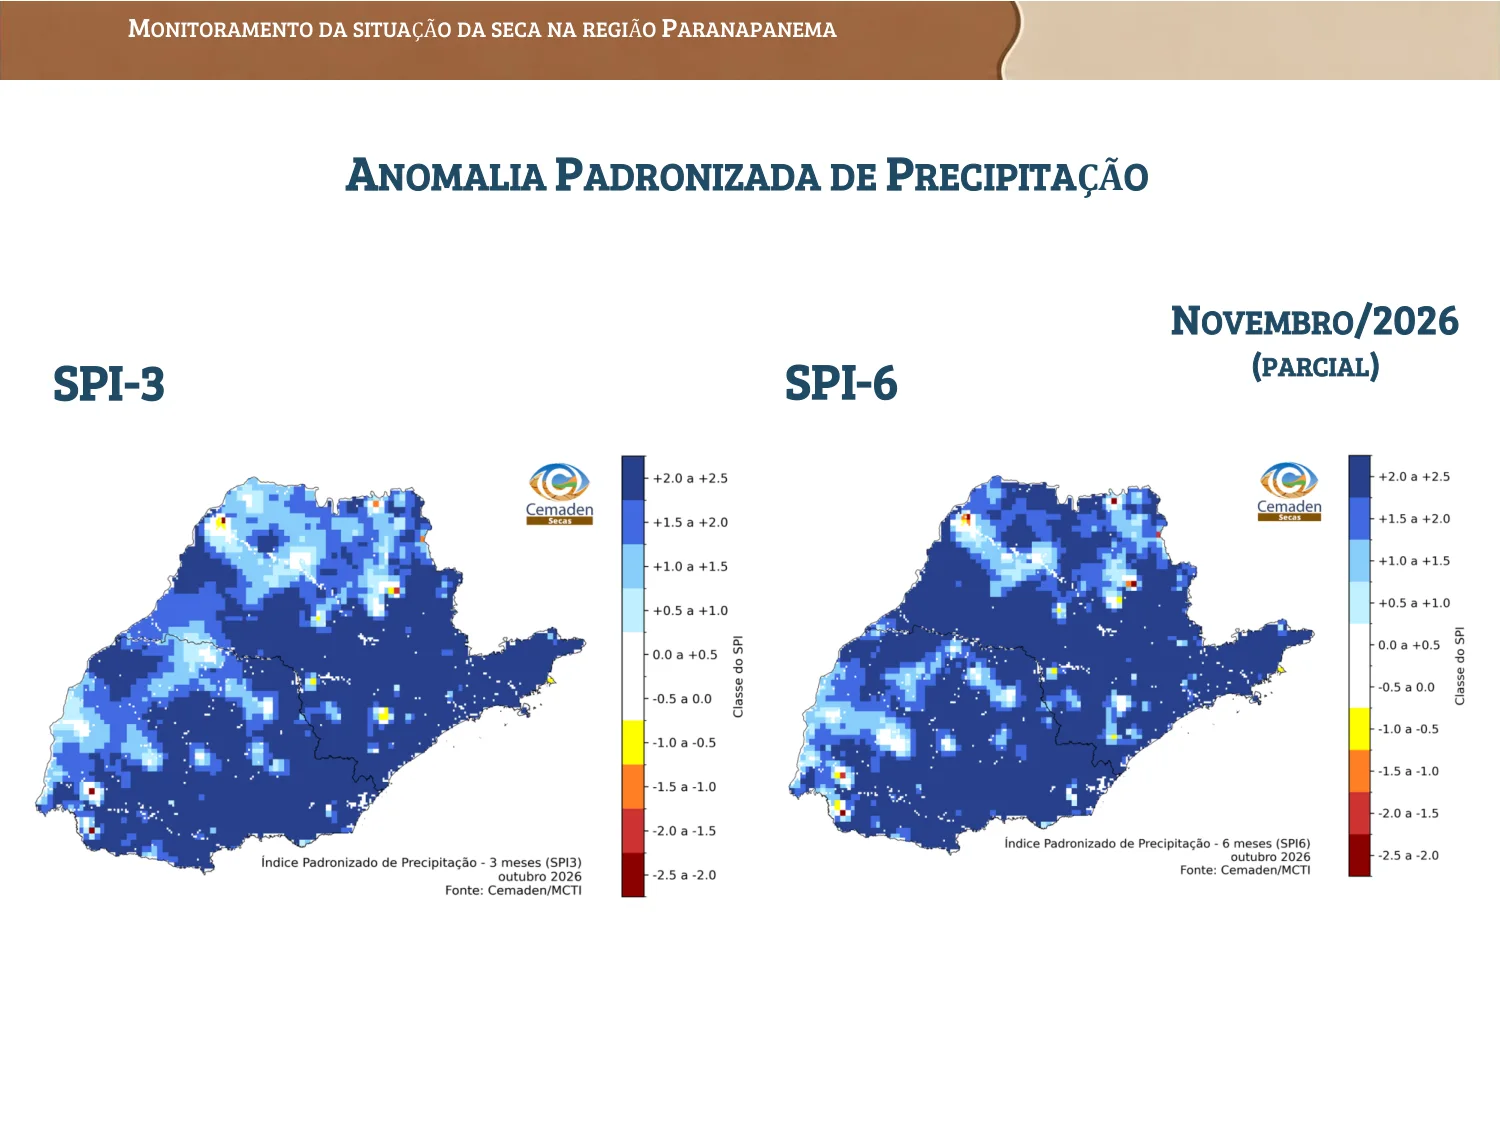 Monitoramento da situação da seca na região Paranapanema
Anomalia Padronizada de Precipitação
Novembro/2026
(parcial)
SPI-3
SPI-6
Cemaden
Secas
+2.0 a +2.5
+1.5 a +2.0
+1.0 a +1.5
+0.5 a +1.0
0.0 a +0.5
-0.5 a 0.0
-1.0 a -0.5
-1.5 a -1.0
-2.0 a -1.5
-2.5 a -2.0
Classe do SPI
Índice Padronizado de Precipitação - 3 meses (SPI3)
outubro 2026
Fonte: Cemaden/MCTI
Cemaden
Secas
+2.0 a +2.5
+1.5 a +2.0
+1.0 a +1.5
+0.5 a +1.0
0.0 a +0.5
-0.5 a 0.0
-1.0 a -0.5
-1.5 a -1.0
-2.0 a -1.5
-2.5 a -2.0
Classe do SPI
Índice Padronizado de Precipitação - 6 meses (SPI6)
outubro 2026
Fonte: Cemaden/MCTI